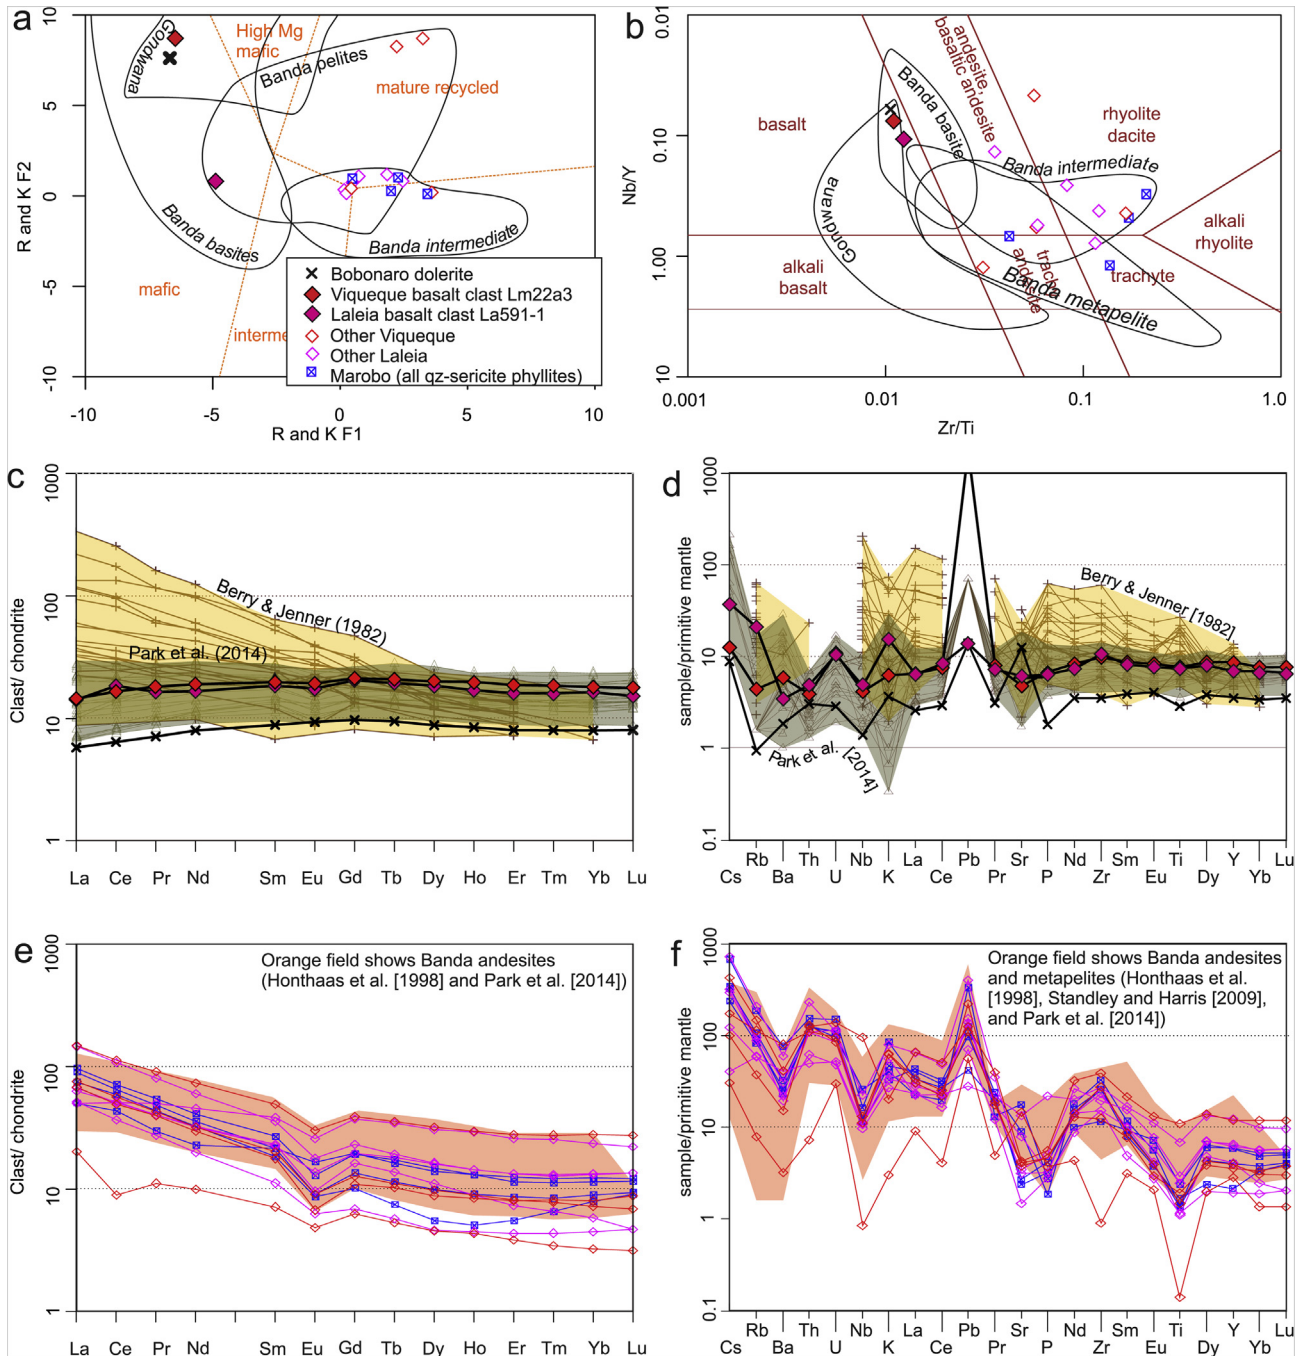 a
10
5
0
-5
-10
R and K F2
-10
-5
0
5
10
R and K F1
Gondwana
High Mg
mafic
Banda pelites
mature recycled
Banda basites
Banda intermediate
mafic
interme
Bobonaro dolerite
Viqueque basalt clast Lm22a3
Laleia basalt clast La591-1
Other Viqueque
Other Laleia
Marobo (all qz-sericite phyllites)
b
0.01
0.10
1.00
10
Nb/Y
0.001
0.01
0.1
1.0
Zr/Ti
basalt
andesite,
basaltic andesite
Banda basite
rhyolite
dacite
Banda intermediate
Gondwana
alkali
rhyolite
alkali
basalt
trachy
andesite
trachyte
Banda metapelite
c
1000
100
10
1
Clast/ chondrite
Berry & Jenner (1982)
Park et al. (2014)
La Ce Pr Nd Sm Eu Gd Tb Dy Ho Er Tm Yb Lu
d
1000
100
10
1
0.1
sample/primitive mantle
Berry & Jenner [1982]
Park et al. [2014]
Rb Th Nb La Pb Sr Nd Sm Ti Y Lu
Cs Ba U K Ce Pr P Zr Eu Dy Yb
e
1000
100
10
1
Clast/ chondrite
Orange field shows Banda andesites
(Honthaas et al. [1998] and Park et al. [2014])
La Ce Pr Nd Sm Eu Gd Tb Dy Ho Er Tm Yb Lu
f
1000
100
10
1
0.1
sample/primitive mantle
Orange field shows Banda andesites
and metapelites (Honthaas et al.
[1998], Standley and Harris [2009],
and Park et al. [2014])
Rb Th Nb La Pb Sr Nd Sm Ti Y Lu
Cs Ba U K Ce Pr P Zr Eu Dy Yb